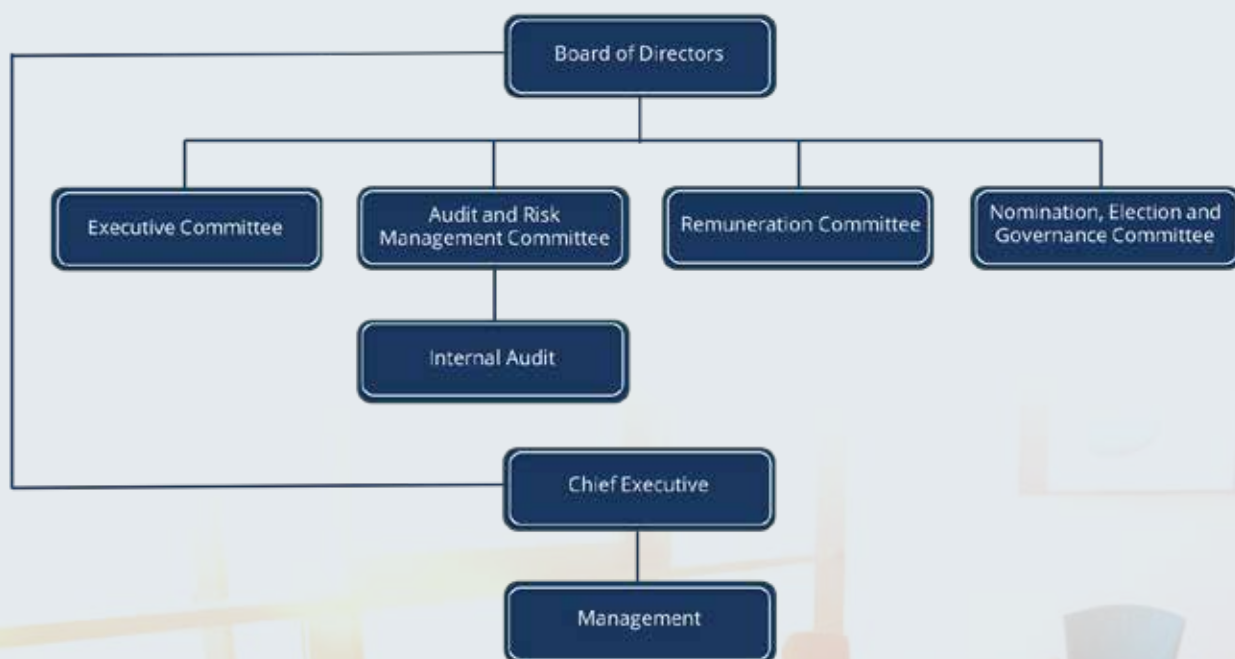 Board of Directors
Executive Committee
Audit and Risk
Management Committee
Remuneration Committee
Nomination, Election and
Governance Committee
Internal Audit
Chief Executive
Management